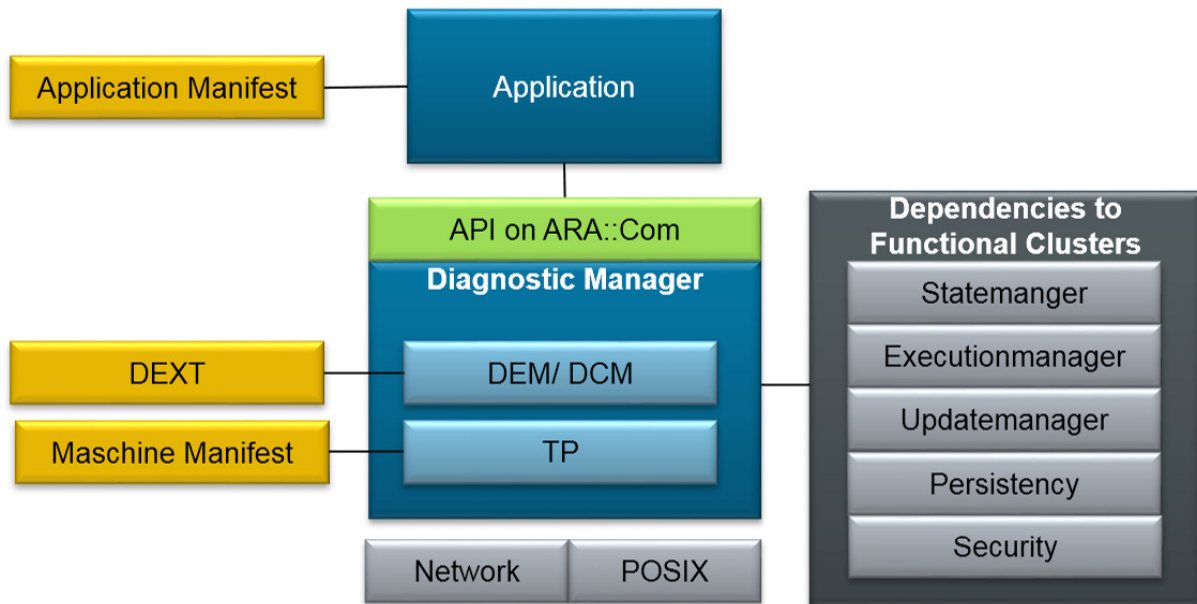 Application Manifest
Application
API on ARA::Com
Diagnostic Manager
DEXT
DEM/ DCM
Maschine Manifest
TP
Network
POSIX
Dependencies to
Functional Clusters
Statemanger
Executionmanager
Updatemanager
Persistency
Security